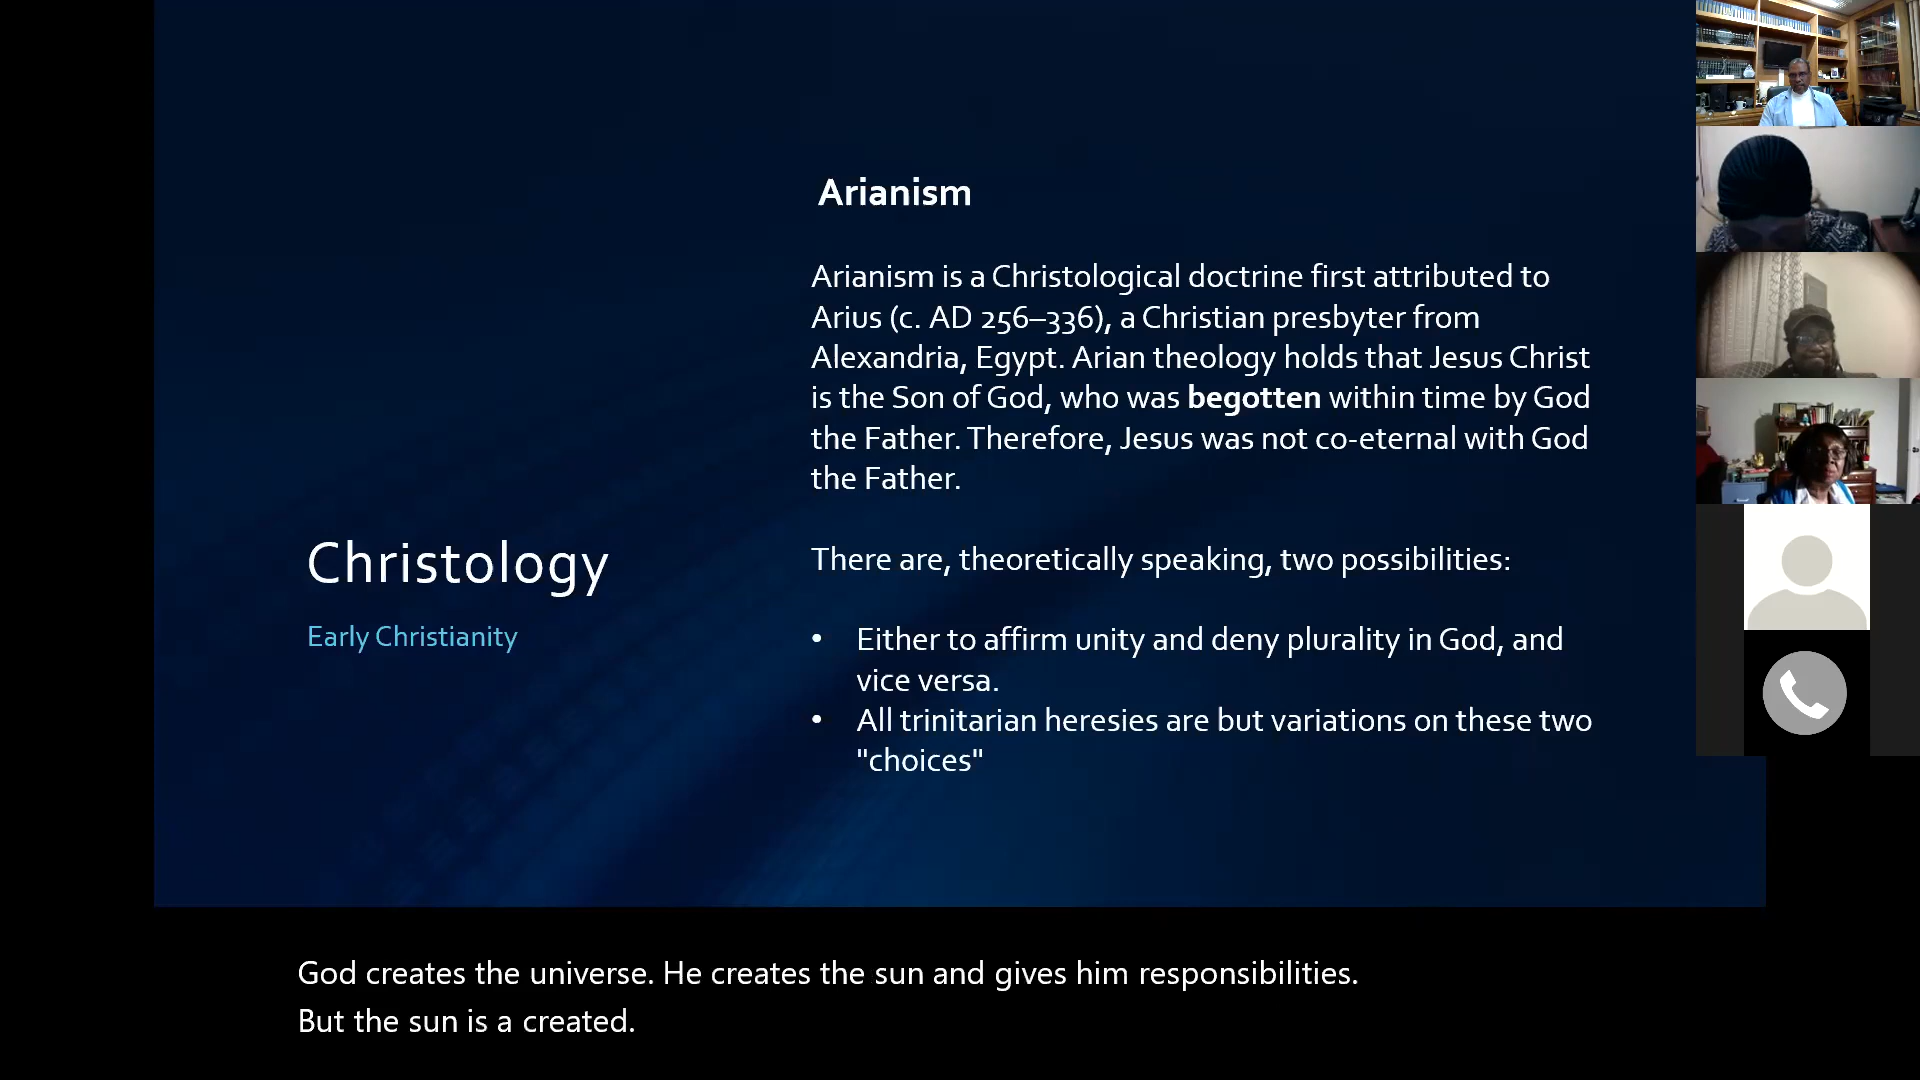 Arianism
Arianism is a Christological doctrine first attributed to
Arius (c. AD 256–336), a Christian presbyter from
Alexandria, Egypt. Arian theology holds that Jesus Christ
is the Son of God, who was begotten within time by God
the Father. Therefore, Jesus was not co-eternal with God
the Father.
There are, theoretically speaking, two possibilities:
• Either to affirm unity and deny plurality in God, and
vice versa.
• All trinitarian heresies are but variations on these two
"choices"
Christology
Early Christianity
God creates the universe. He creates the sun and gives him responsibilities.
But the sun is a created.